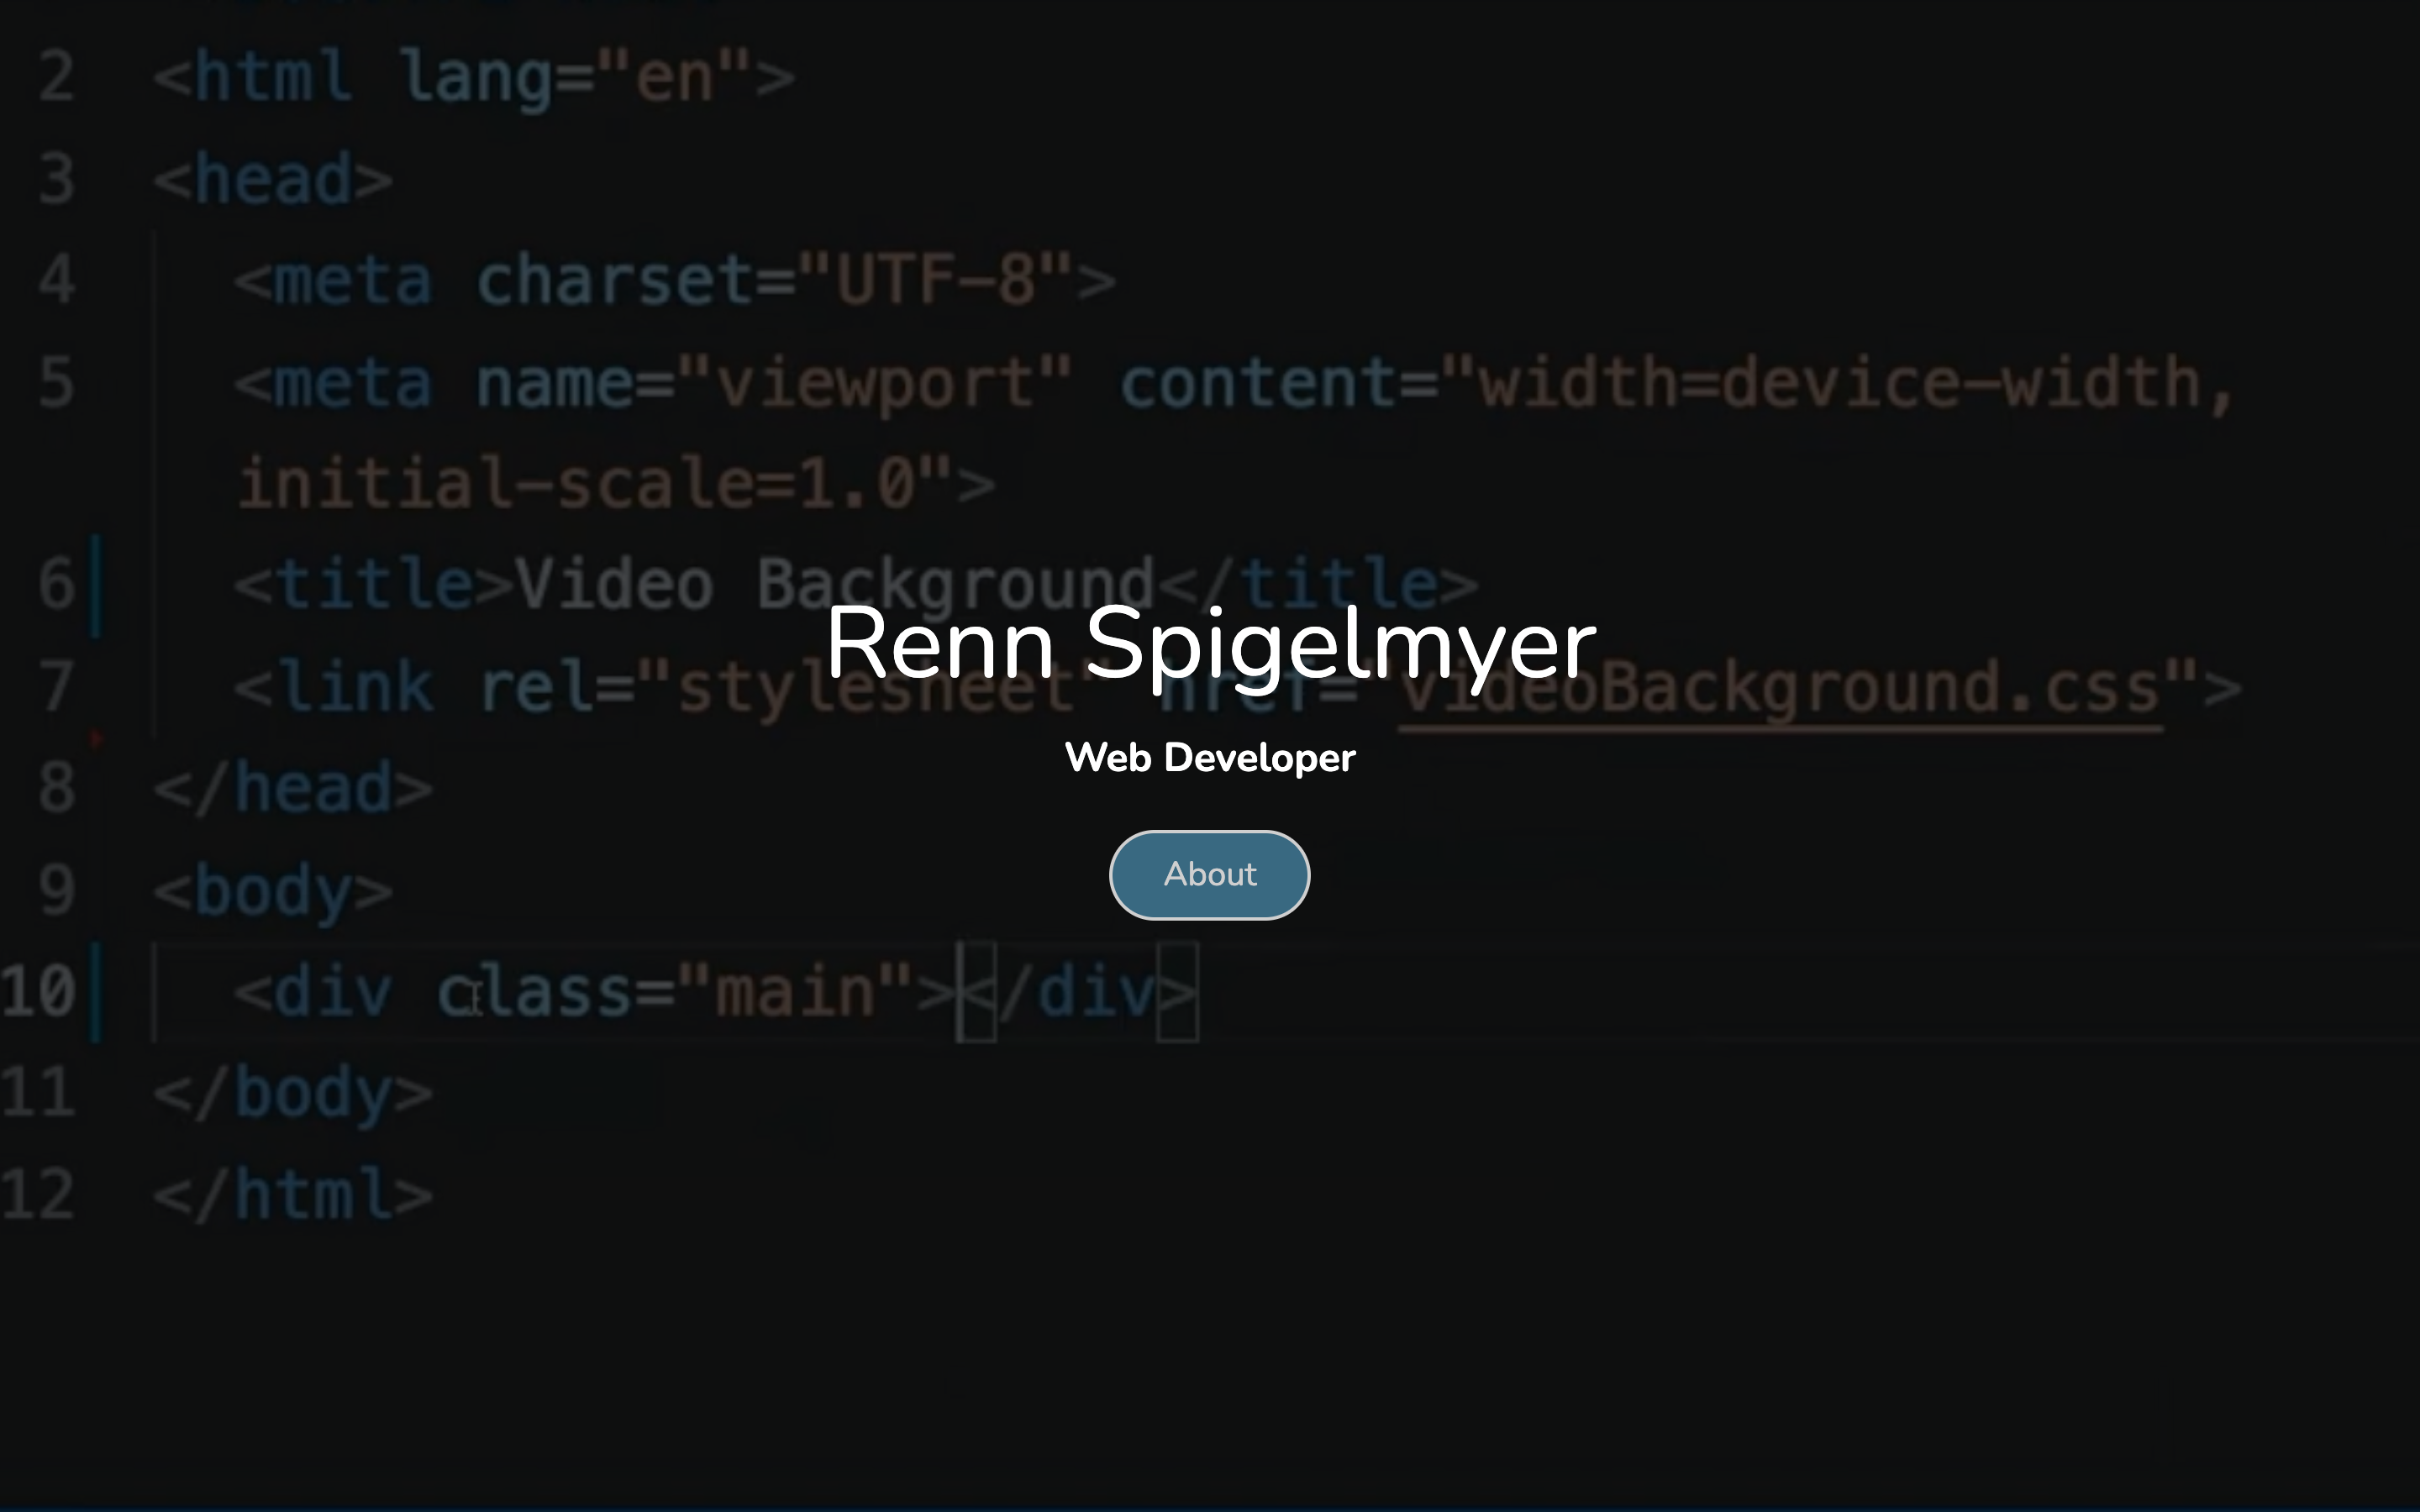 2 <html lang="en">
3 <head>
4 <meta charset="UTF-8">
5 <meta name="viewport" content="width=device-width,
initial-scale=1.0">
6 <title>Video Background</title>
Renn Spigelmyer
7 <link rel="stylesheet" href="videoBackground.css">
Web Developer
8 </head>
About
9 <body>
10 <div class="main"></div>
11 </body>
12 </html>